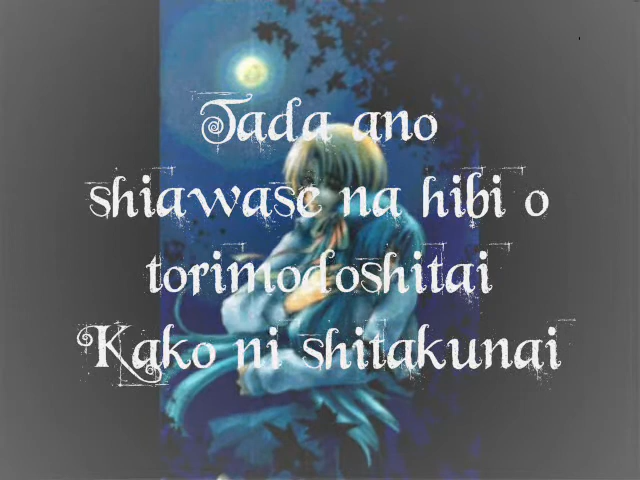 Tada ano
shiawase na hibi o
torimodoshitai
Kako ni shitakunai